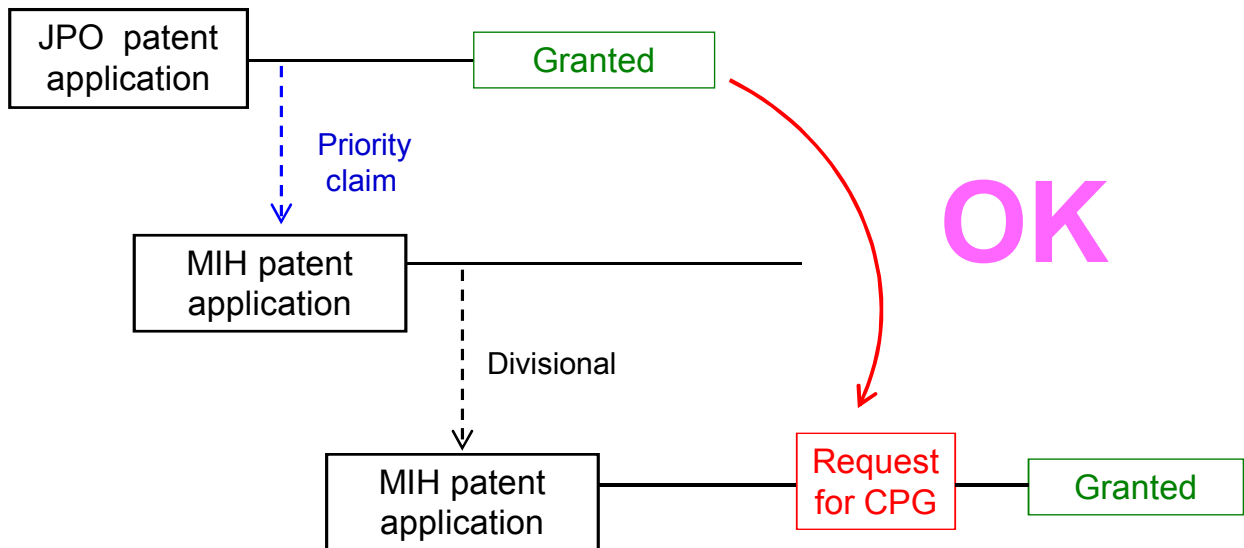 JPO patent
application
Granted
Priority
claim
OK
MIH patent
application
Divisional
MIH patent
application
Request
for CPG
Granted